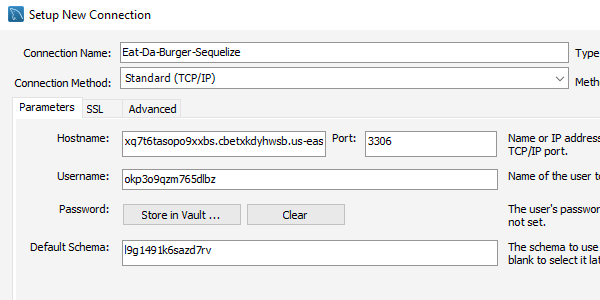 Setup New Connection
Connection Name: Eat-Da-Burger-Sequelize Type
Connection Method: Standard (TCP/IP) Meth
Parameters SSL Advanced
Hostname: xq7t6tasopo9xxbs.cbetxkdyhwsb.us-eas Port: 3306 Name or IP addres
TCP/IP port.
Username: okp3o9qzm765dlbz Name of the user to
Password: Store in Vault ... Clear The user's passwor
not set.
Default Schema: l9g1491k6sazd7rv The schema to use
blank to select it lat